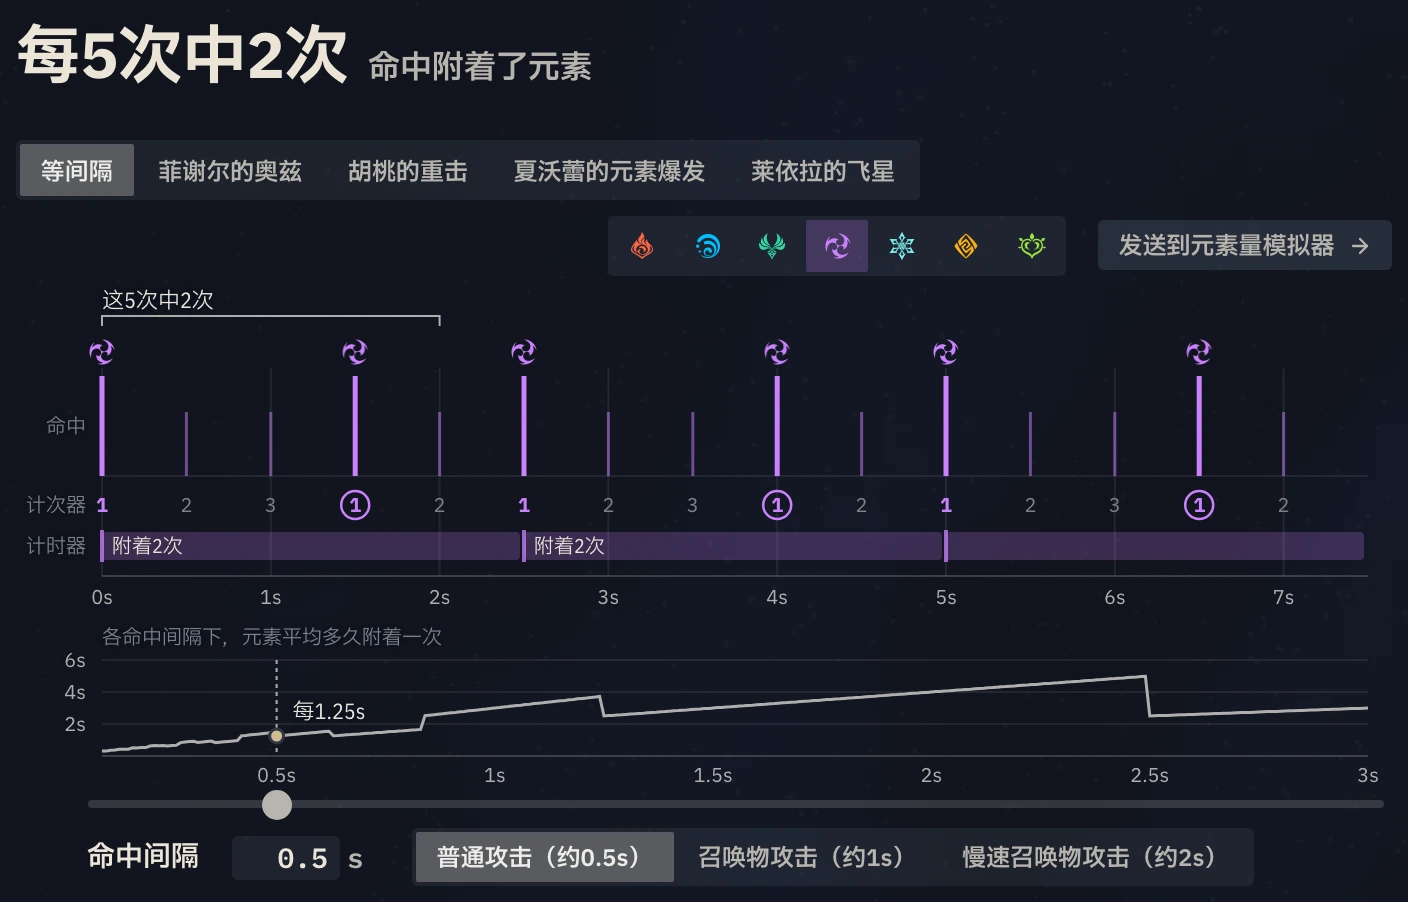 每5次中2次 命中附着了元素
等间隔 菲谢尔的奥兹 胡桃的重击 夏沃蕾的元素爆发 莱依拉的飞星
发送到元素量模拟器 →
这5次中2次
命中
计次器 1 2 3 1 2 1 2 3 1 2 1 2 3 1 2
计时器 附着2次 附着2次
0s 1s 2s 3s 4s 5s 6s 7s
各命中间隔下，元素平均多久附着一次
6s
4s
每1.25s
2s
0.5s 1s 1.5s 2s 2.5s 3s
命中间隔 0.5 s 普通攻击（约0.5s） 召唤物攻击（约1s） 慢速召唤物攻击（约2s）